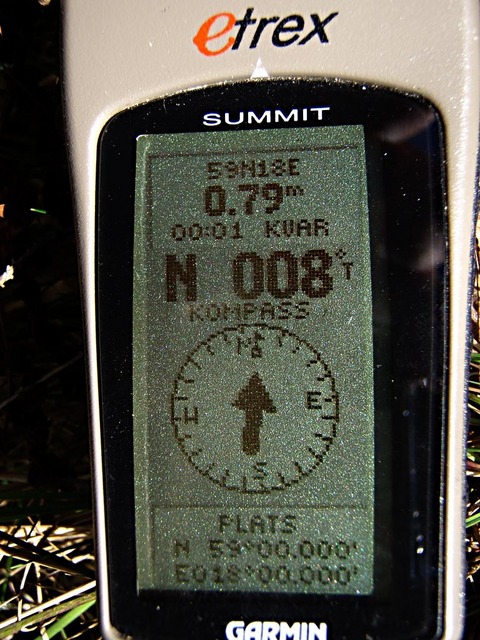 etrex
SUMMIT
59N18E
0.79m
00:01 KVAR
N 008°T
KOMPASS
N
E
S
PLATS
N 59°00.000'
E018°00.000'
GARMIN